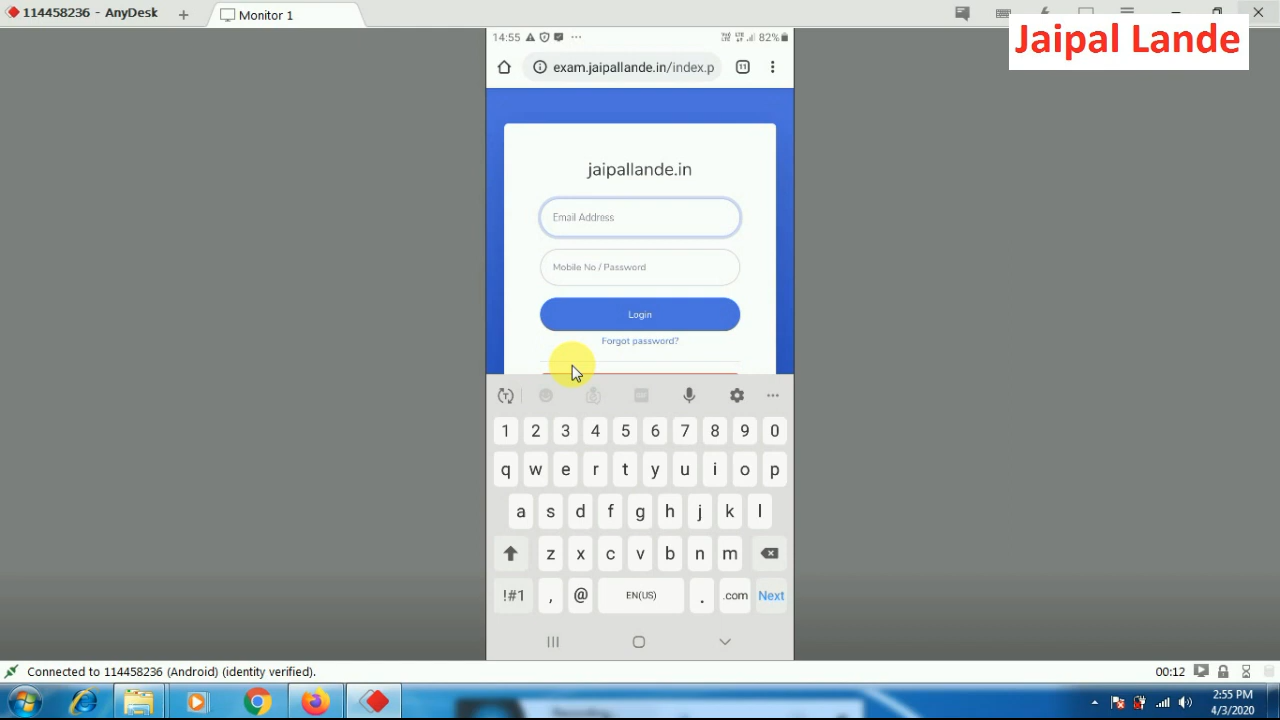 114458236 - AnyDesk
Monitor 1
Jaipal Lande
14:55
82%
exam.jaipallande.in/index.p
11
jaipallande.in
Email Address
Mobile No / Password
Login
Forgot password?
1 2 3 4 5 6 7 8 9 0
q w e r t y u i o p
a s d f g h j k l
z x c v b n m
!#1 , @ EN(US) . .com Next
Connected to 114458236 (Android) (identity verified).
00:12
2:55 PM
4/3/2020